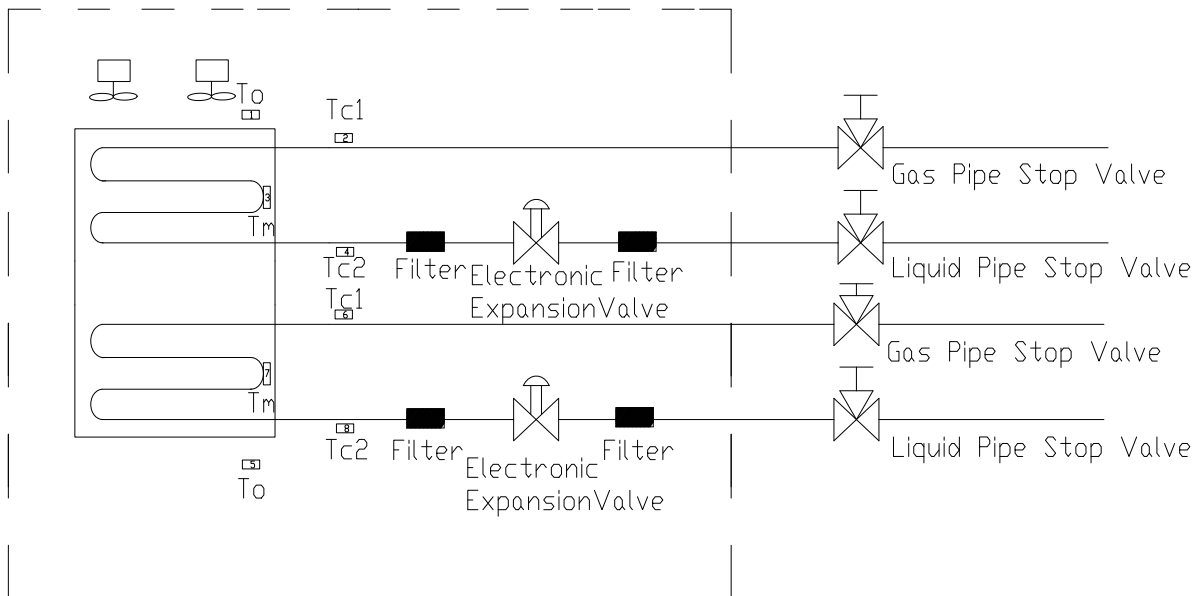 To
1
Tc1
2
Gas Pipe Stop Valve
3
Tm
4
Tc2
Filter
Electronic
ExpansionValve
Filter
Liquid Pipe Stop Valve
Tc1
6
Gas Pipe Stop Valve
7
Tm
8
Tc2
Filter
Electronic
ExpansionValve
Filter
Liquid Pipe Stop Valve
5
To